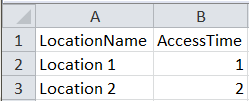 A B
1 LocationName AccessTime
2 Location 1 1
3 Location 2 2